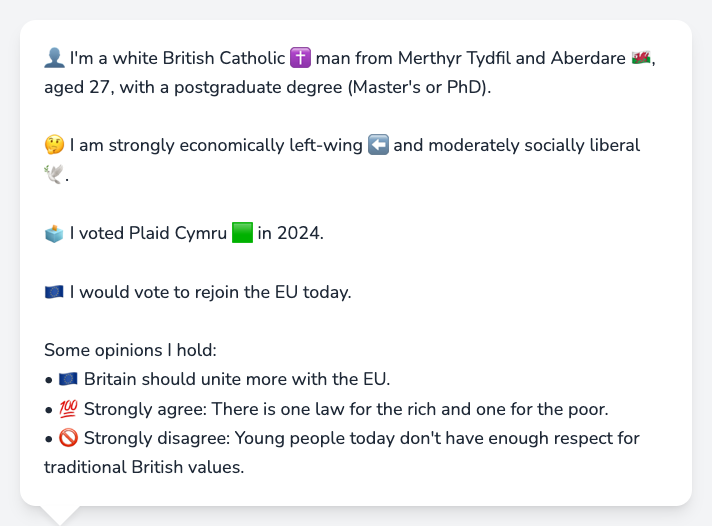 👤 I'm a white British Catholic ✝️ man from Merthyr Tydfil and Aberdare 🏴󠁧󠁢󠁷󠁬󠁳󠁿,
aged 27, with a postgraduate degree (Master's or PhD).
🤔 I am strongly economically left-wing ⬅️ and moderately socially liberal
🕊️.
🗳️ I voted Plaid Cymru 🟩 in 2024.
🇪🇺 I would vote to rejoin the EU today.
Some opinions I hold:
• 🇪🇺 Britain should unite more with the EU.
• 💯 Strongly agree: There is one law for the rich and one for the poor.
• 🚫 Strongly disagree: Young people today don't have enough respect for
traditional British values.